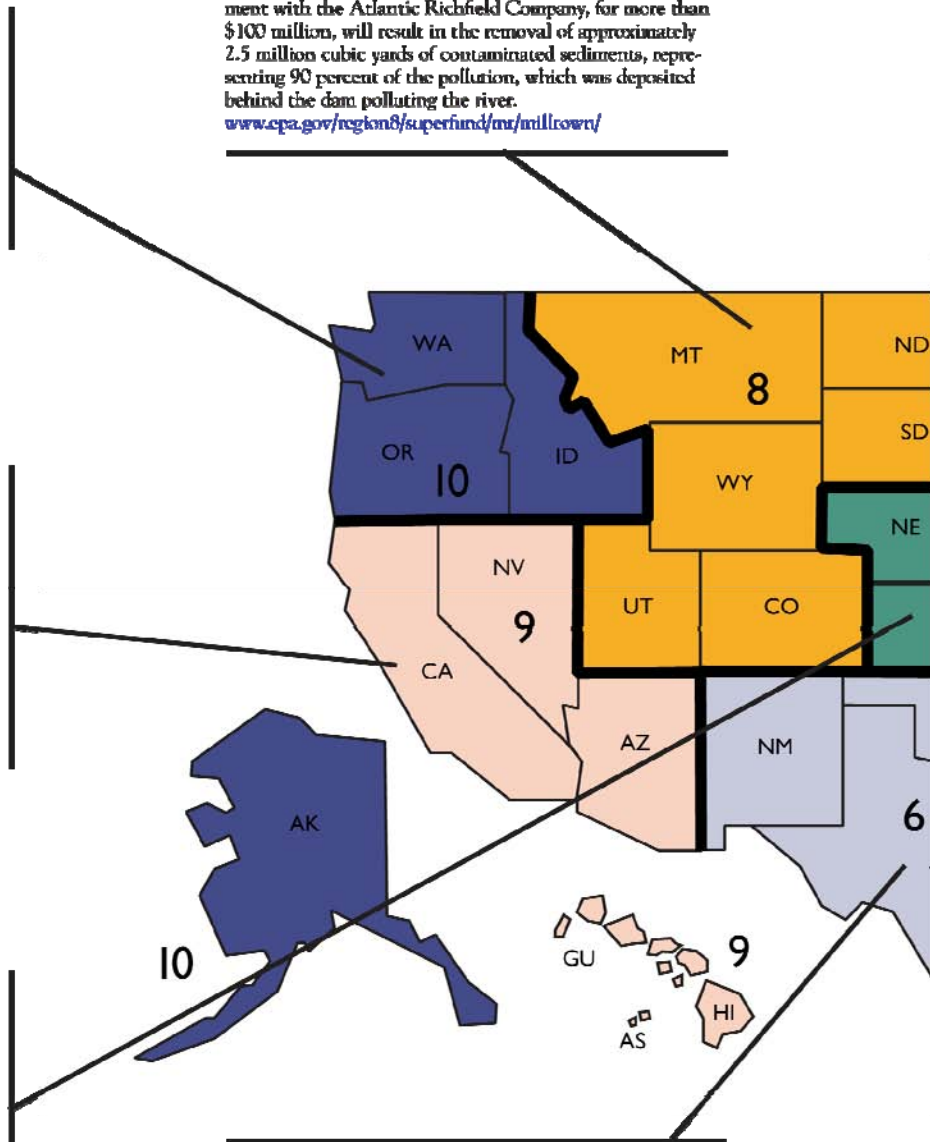 ment with the Atlantic Richfield Company, for more than
$100 million, will result in the removal of approximately
2.5 million cubic yards of contaminated sediments, repre-
senting 90 percent of the pollution, which was deposited
behind the dam polluting the river.
www.epa.gov/region8/superfund/mt/milltown/
WA
MT
ND
8
SD
OR
ID
10
WY
NE
NV
UT
CO
9
CA
AZ
NM
AK
6
10
GU
9
HI
AS